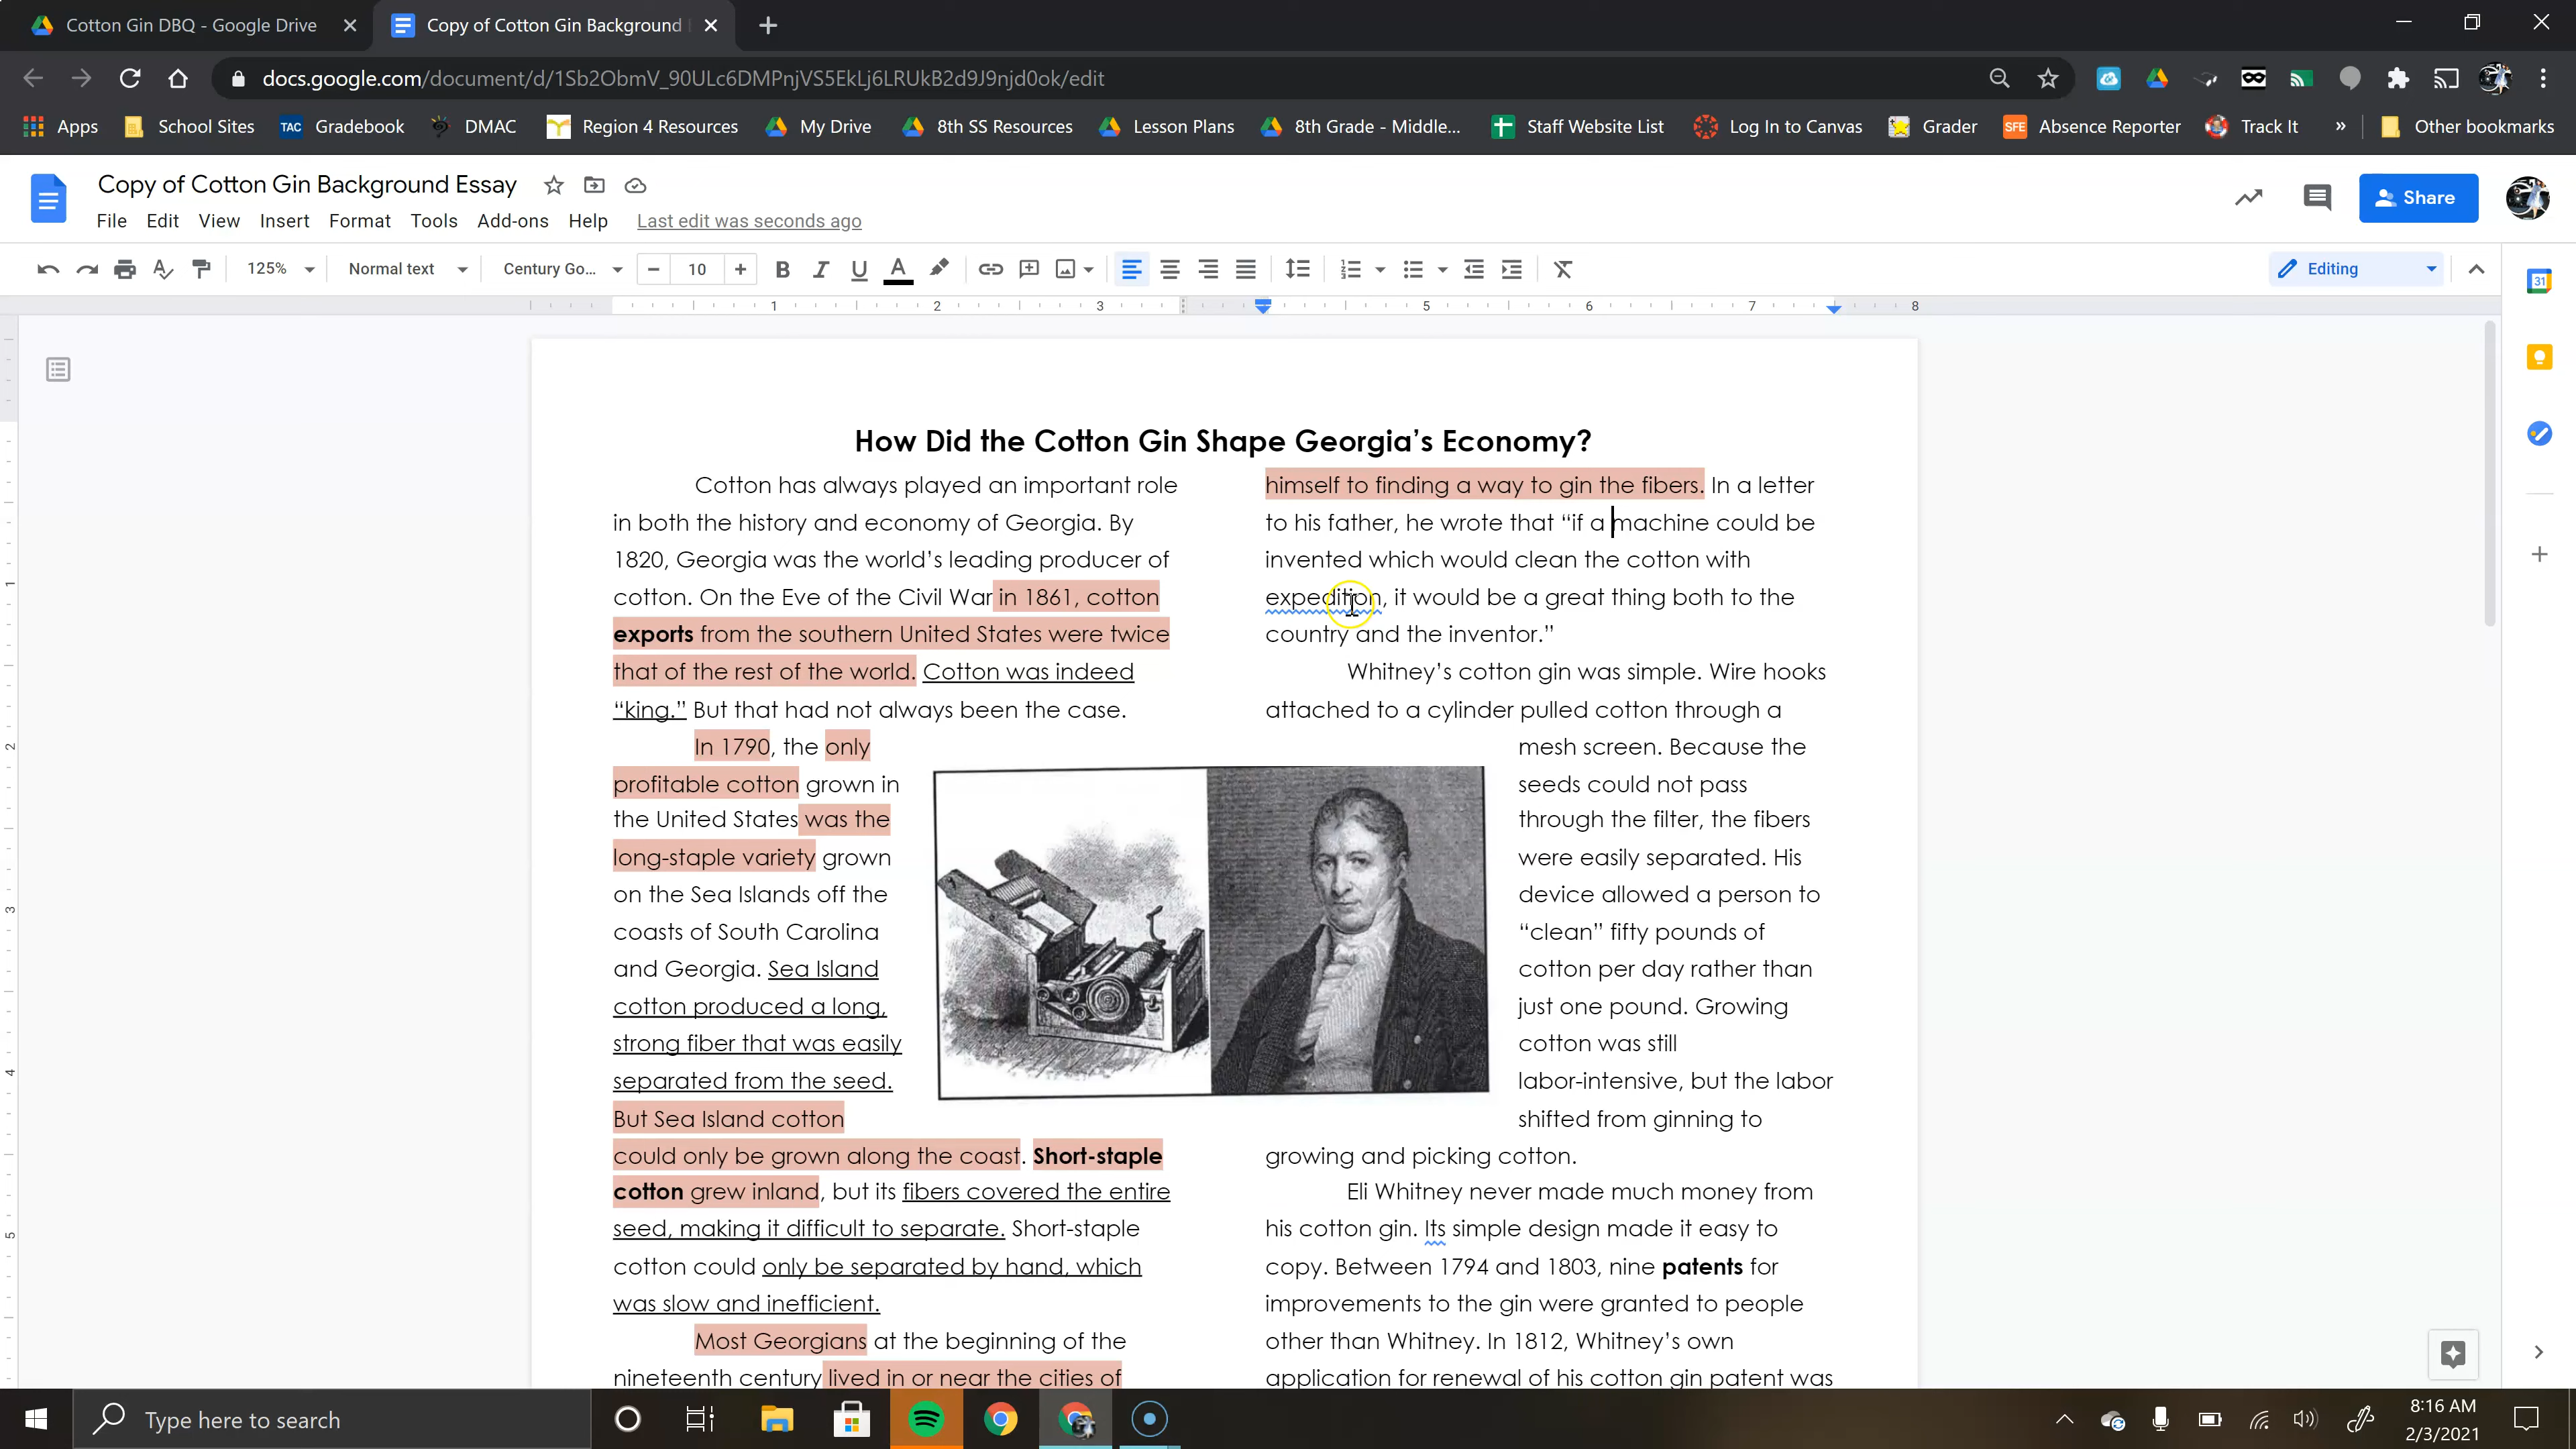 Cotton Gin DBQ - Google Drive
Copy of Cotton Gin Background
docs.google.com/document/d/1Sb2ObmV_90ULc6DMPnjVS5EkLj6LRUkB2d9J9njd0ok/edit
Apps School Sites TAC Gradebook DMAC Region 4 Resources My Drive 8th SS Resources Lesson Plans 8th Grade - Middle... Staff Website List Log In to Canvas Grader SFE Absence Reporter Track It » Other bookmarks
Copy of Cotton Gin Background Essay
Share
File Edit View Insert Format Tools Add-ons Help Last edit was seconds ago
125% Normal text Century Go... 10 B I U A Editing
31
1 2 3 5 6 7 8
How Did the Cotton Gin Shape Georgia's Economy?
Cotton has always played an important role
in both the history and economy of Georgia. By
1820, Georgia was the world's leading producer of
cotton. On the Eve of the Civil War in 1861, cotton
exports from the southern United States were twice
that of the rest of the world. Cotton was indeed
“king.” But that had not always been the case.
In 1790, the only
profitable cotton grown in
the United States was the
long-staple variety grown
on the Sea Islands off the
coasts of South Carolina
and Georgia. Sea Island
cotton produced a long,
strong fiber that was easily
separated from the seed.
But Sea Island cotton
could only be grown along the coast. Short-staple
cotton grew inland, but its fibers covered the entire
seed, making it difficult to separate. Short-staple
cotton could only be separated by hand, which
was slow and inefficient.
Most Georgians at the beginning of the
nineteenth century lived in or near the cities of
himself to finding a way to gin the fibers. In a letter
to his father, he wrote that “if a machine could be
invented which would clean the cotton with
expedition, it would be a great thing both to the
country and the inventor.”
Whitney's cotton gin was simple. Wire hooks
attached to a cylinder pulled cotton through a
mesh screen. Because the
seeds could not pass
through the filter, the fibers
were easily separated. His
device allowed a person to
“clean” fifty pounds of
cotton per day rather than
just one pound. Growing
cotton was still
labor-intensive, but the labor
shifted from ginning to
growing and picking cotton.
Eli Whitney never made much money from
his cotton gin. Its simple design made it easy to
copy. Between 1794 and 1803, nine patents for
improvements to the gin were granted to people
other than Whitney. In 1812, Whitney's own
application for renewal of his cotton gin patent was
1
2
3
4
5
Type here to search
8:16 AM
2/3/2021